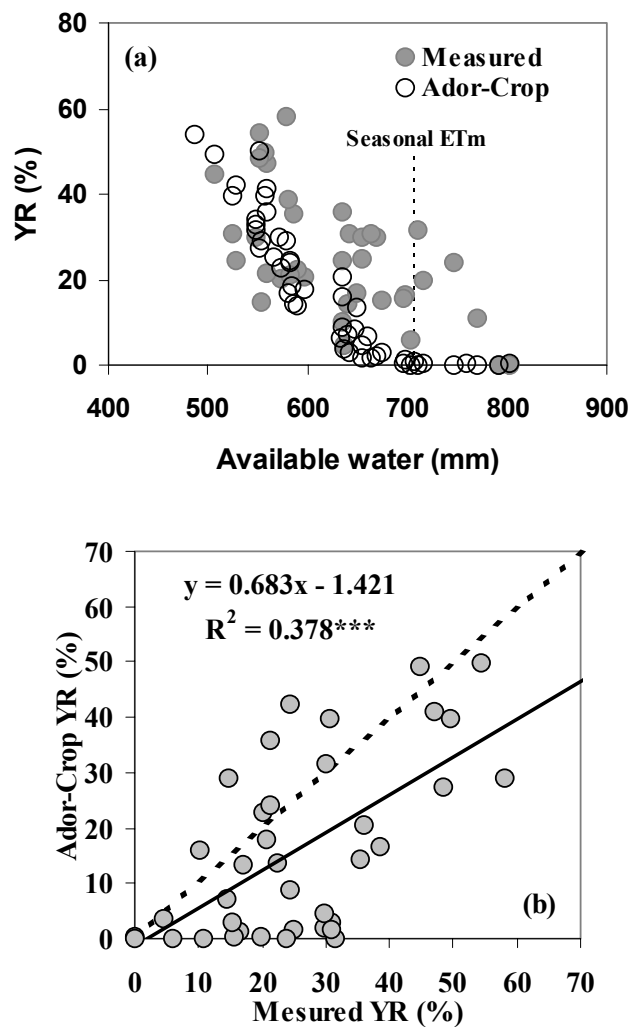 80
(a)
Measured
Ador-Crop
60
Seasonal ETm
YR (%)
40
20
0
400 500 600 700 800 900
Available water (mm)
70
y = 0.683x - 1.421
60
R² = 0.378***
50
Ador-Crop YR (%)
40
30
20
10
(b)
0
0 10 20 30 40 50 60 70
Mesured YR (%)